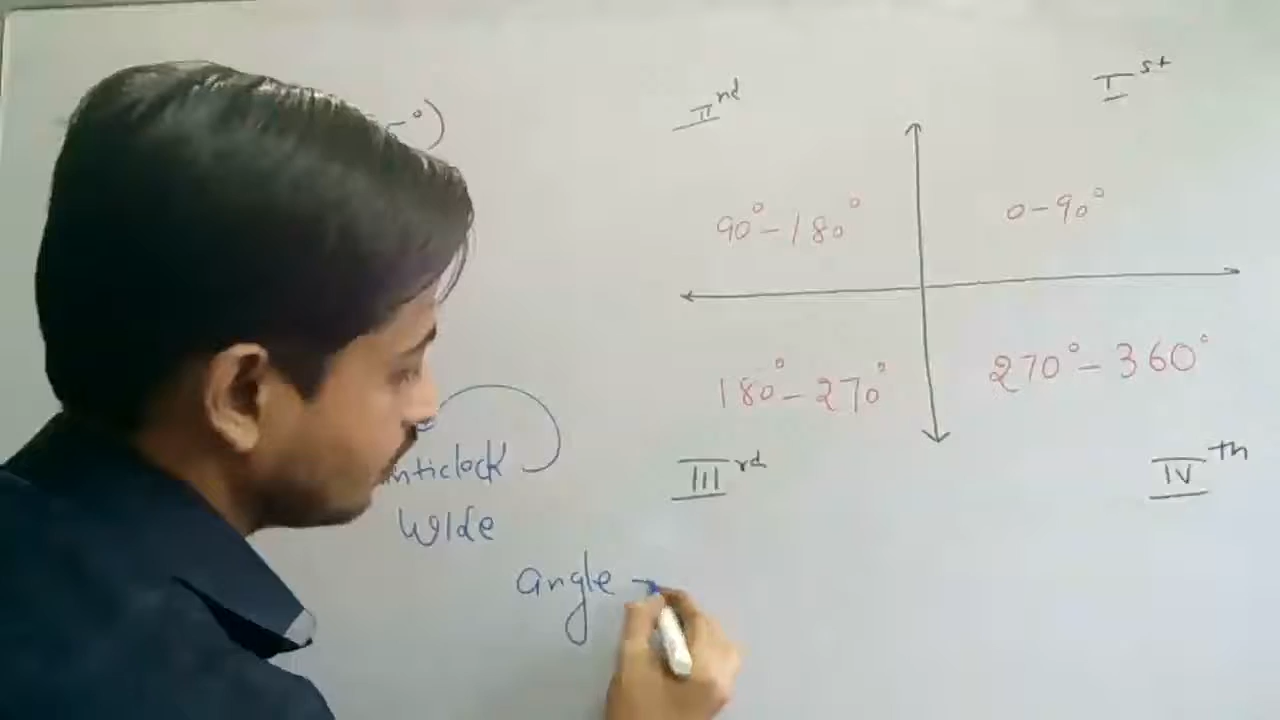 II nd
I st
90° - 180°
0 - 90°
180° - 270°
270° - 360°
III rd
IV th
nticlock
Wide
angle